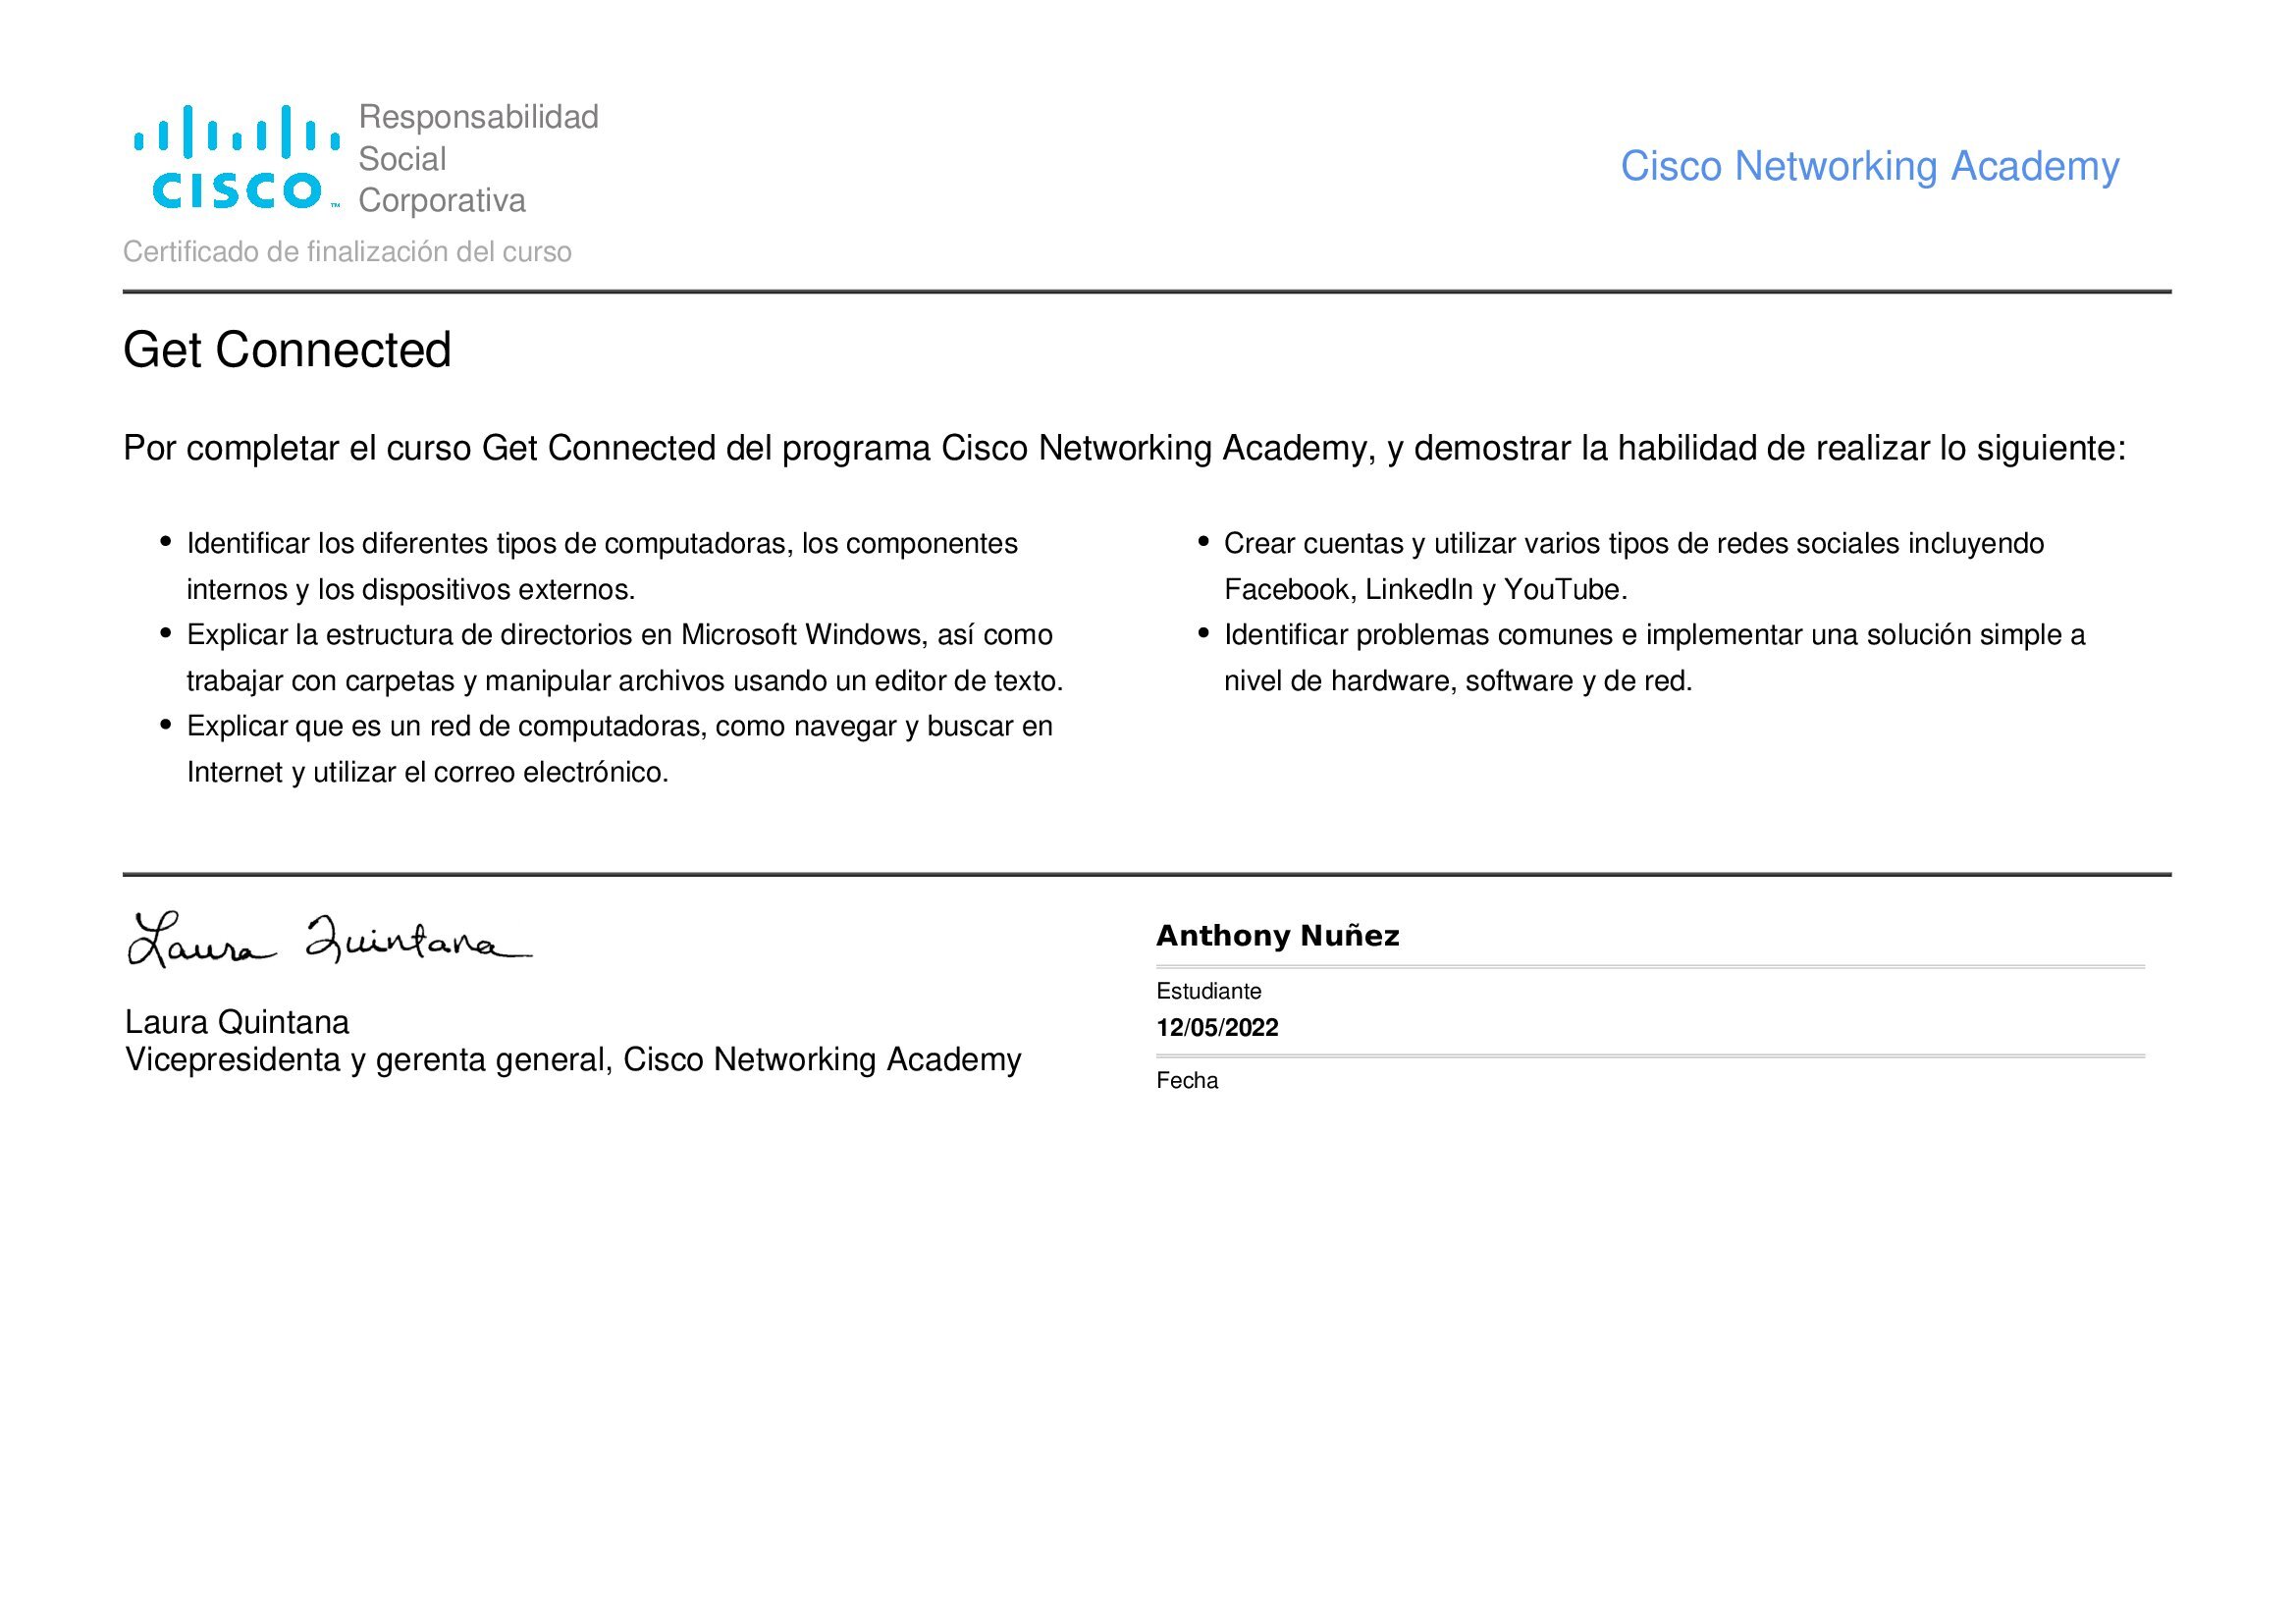 Responsabilidad
Social
Corporativa
CISCO™
Cisco Networking Academy
Certificado de finalización del curso
Get Connected
Por completar el curso Get Connected del programa Cisco Networking Academy, y demostrar la habilidad de realizar lo siguiente:
• Identificar los diferentes tipos de computadoras, los componentes
internos y los dispositivos externos.
• Explicar la estructura de directorios en Microsoft Windows, así como
trabajar con carpetas y manipular archivos usando un editor de texto.
• Explicar que es un red de computadoras, como navegar y buscar en
Internet y utilizar el correo electrónico.
• Crear cuentas y utilizar varios tipos de redes sociales incluyendo
Facebook, LinkedIn y YouTube.
• Identificar problemas comunes e implementar una solución simple a
nivel de hardware, software y de red.
Laura Quintana
Laura Quintana
Vicepresidenta y gerenta general, Cisco Networking Academy
Anthony Nuñez
Estudiante
12/05/2022
Fecha